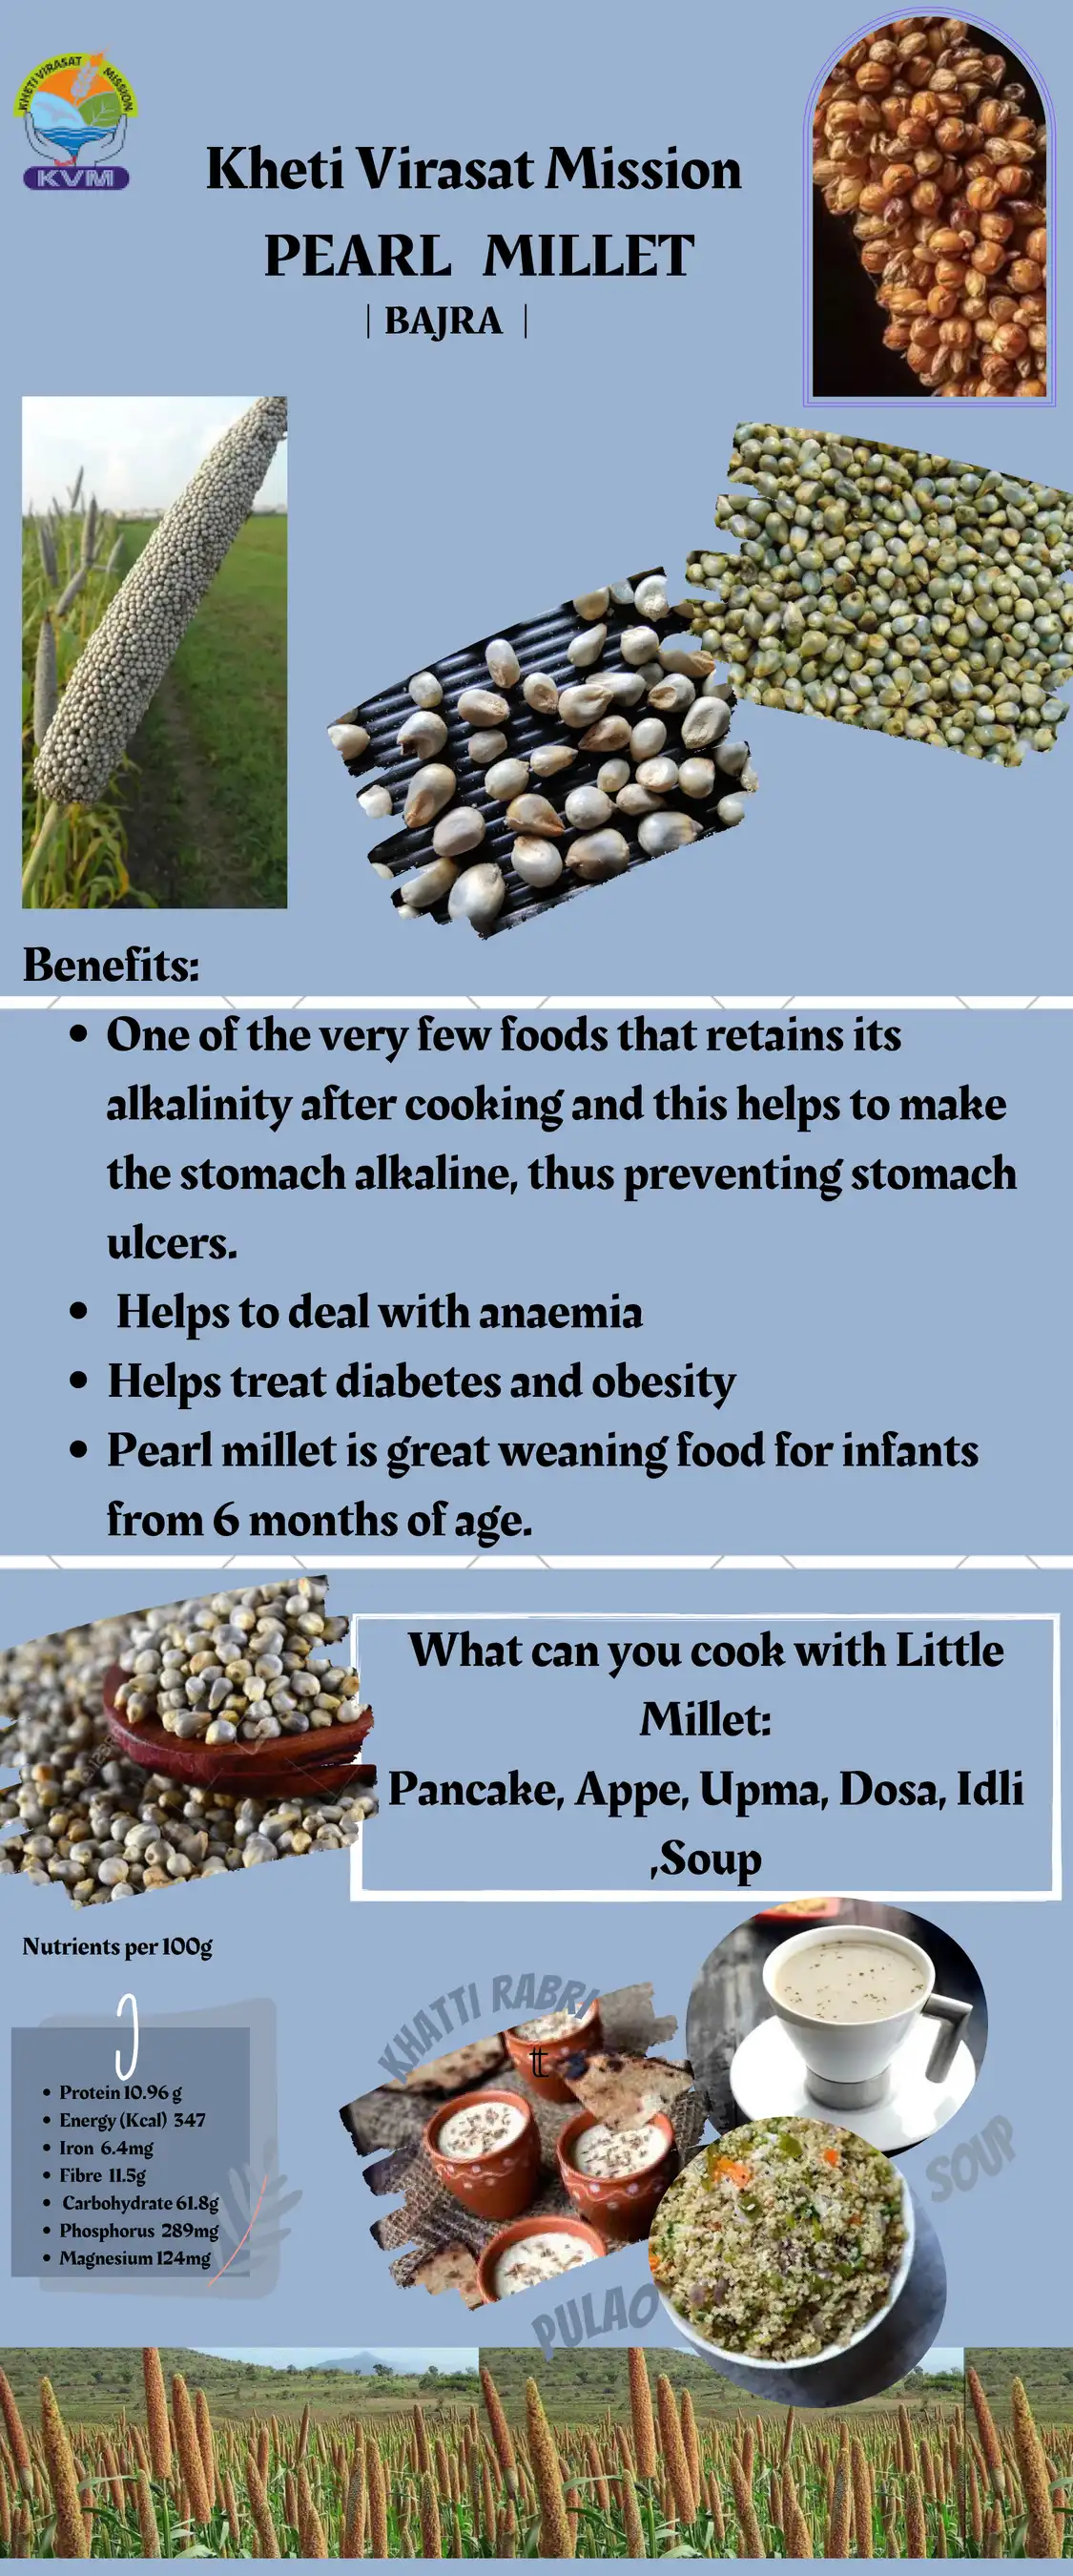 KHETI VIRASAT MISSION
KVM
Kheti Virasat Mission
PEARL MILLET
| BAJRA |
Benefits:
• One of the very few foods that retains its
alkalinity after cooking and this helps to make
the stomach alkaline, thus preventing stomach
ulcers.
• Helps to deal with anaemia
• Helps treat diabetes and obesity
• Pearl millet is great weaning food for infants
from 6 months of age.
What can you cook with Little
Millet:
Pancake, Appe, Upma, Dosa, Idli
,Soup
Nutrients per 100g
• Protein 10.96 g
• Energy (Kcal) 347
• Iron 6.4mg
• Fibre 11.5g
• Carbohydrate 61.8g
• Phosphorus 289mg
• Magnesium 124mg
KHATTI RABRI
tt
SOUP
PULAO